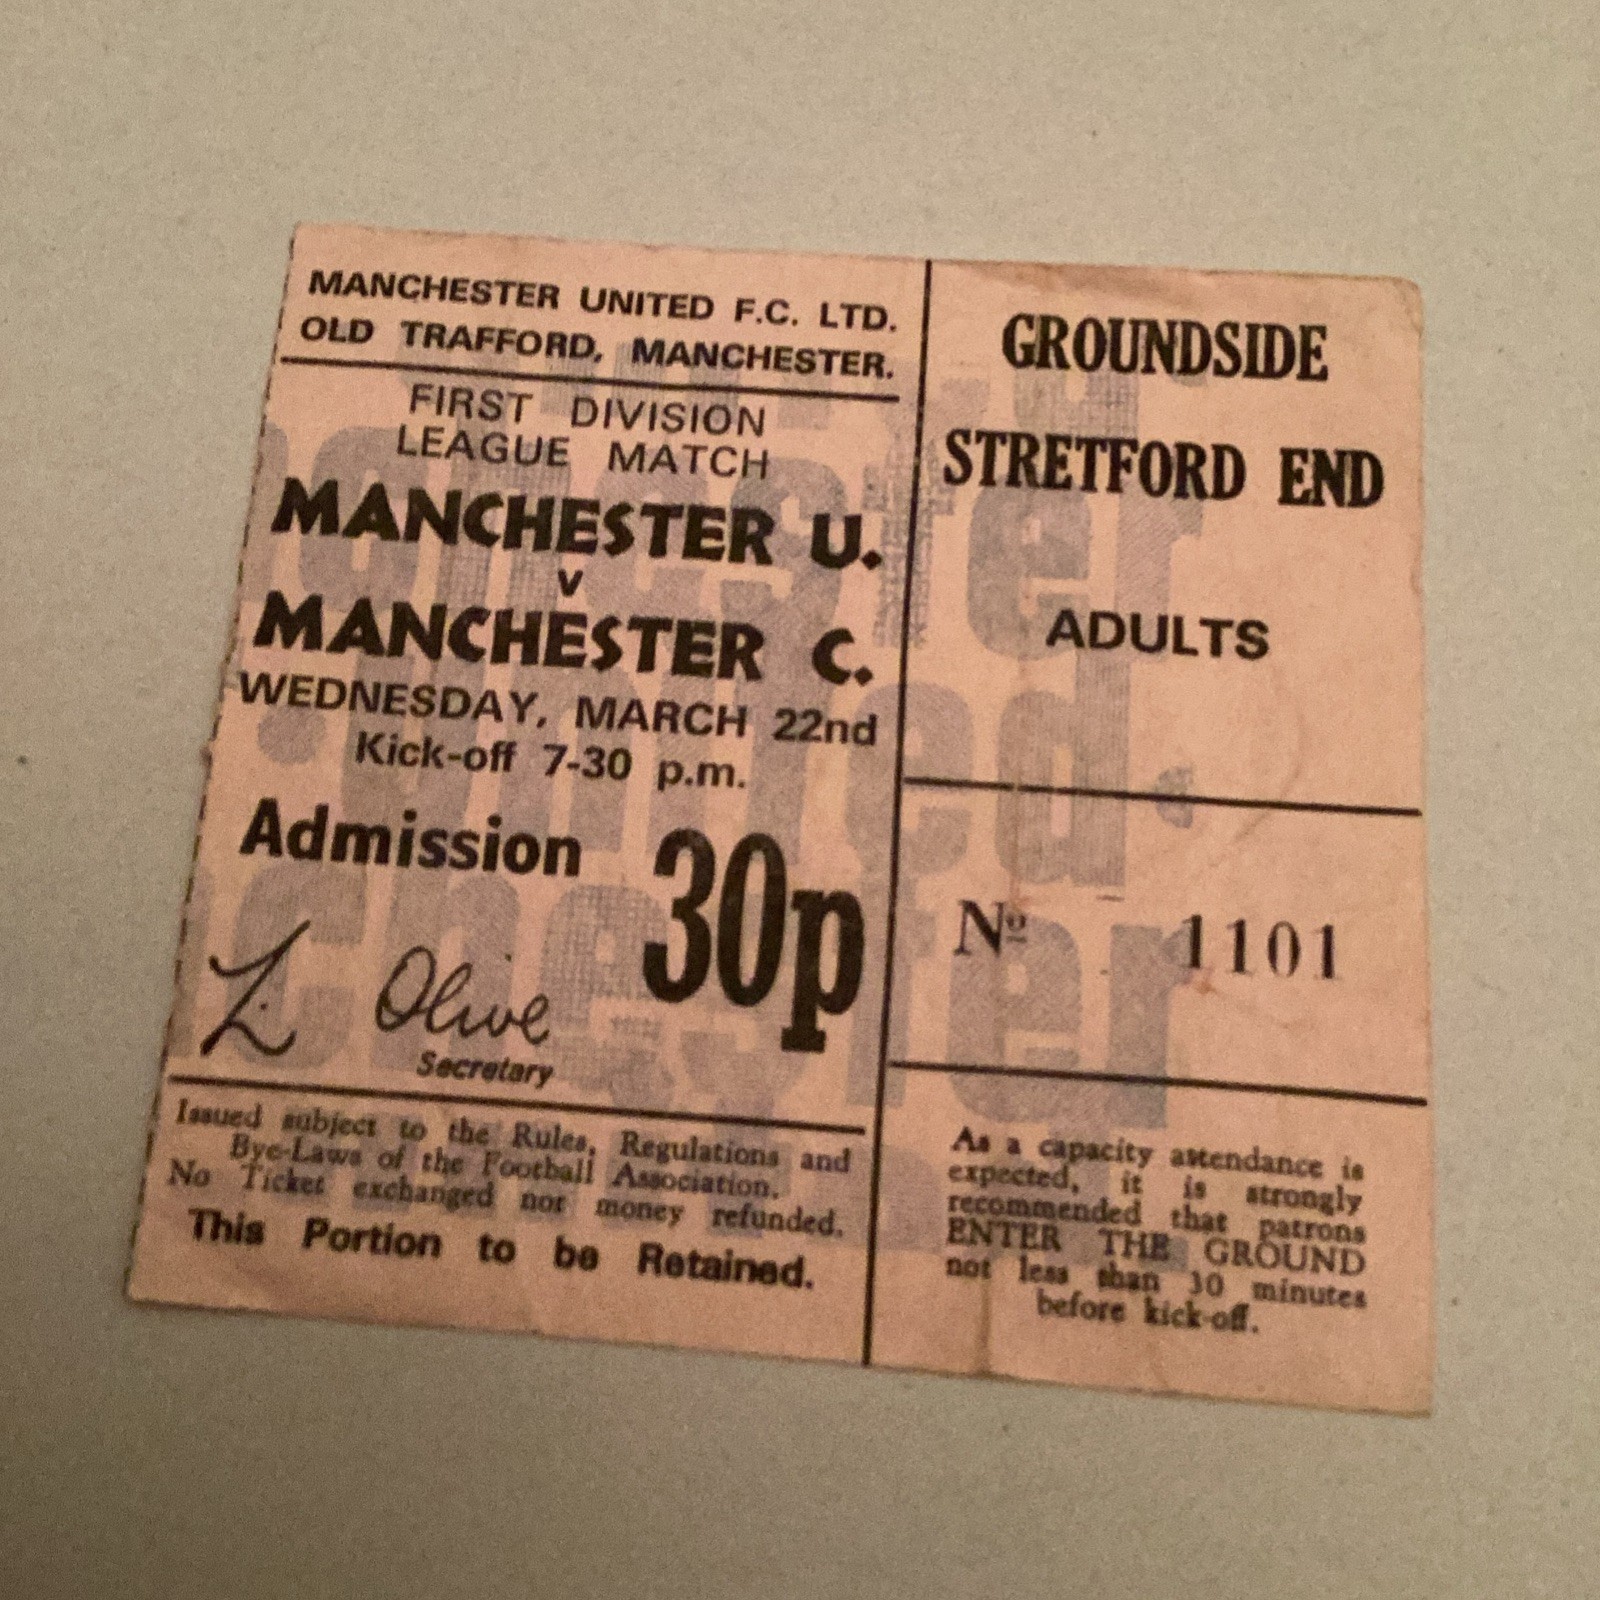 MANCHESTER UNITED F.C. LTD.
OLD TRAFFORD, MANCHESTER.
FIRST DIVISION
LEAGUE MATCH
MANCHESTER U.
v
MANCHESTER C.
WEDNESDAY, MARCH 22nd
Kick-off 7-30 p.m.
Admission 30p
L. Olive
Secretary
Issued subject to the Rules, Regulations and
Bye-Laws of the Football Association.
No Ticket exchanged nor money refunded.
This Portion to be Retained.
GROUNDSIDE
STRETFORD END
ADULTS
Nº 1101
As a capacity attendance is
expected, it is strongly
recommended that patrons
ENTER THE GROUND
not less than 30 minutes
before kick-off.